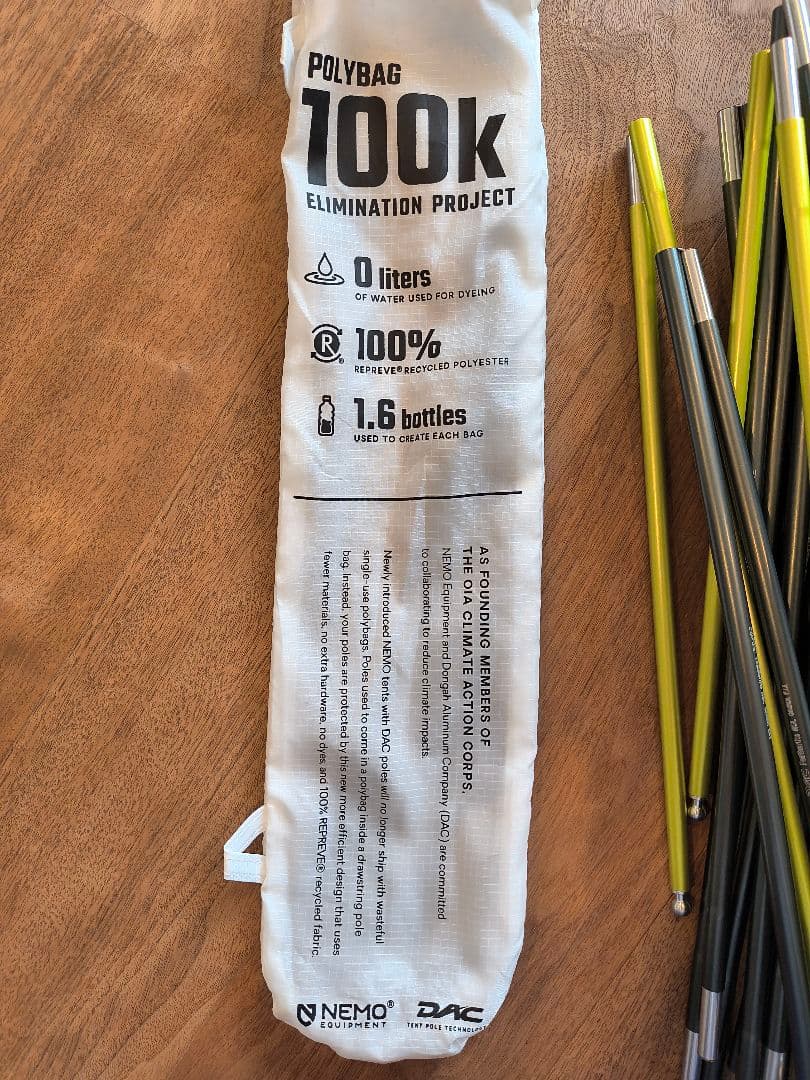 POLYBAG
100k
ELIMINATION PROJECT
0 liters
OF WATER USED FOR DYEING
R ®
100%
REPREVE® RECYCLED POLYESTER
1.6 bottles
USED TO CREATE EACH BAG
AS FOUNDING MEMBERS OF
THE OIA CLIMATE ACTION CORPS,
NEMO Equipment and Dongah Aluminum Company (DAC) are committed
to collaborating to reduce climate impacts.
Newly introduced NEMO tents with DAC poles will no longer ship with wasteful
single-use polybags. Poles used to come in a polybag inside a drawstring pole
bag. Instead, your poles are protected by this new more efficient design that uses
fewer materials, no extra hardware, no dyes, and 100% REPREVE® recycled fabric.
NEMO®
EQUIPMENT
DAC
TENT POLE TECHNOLOGY